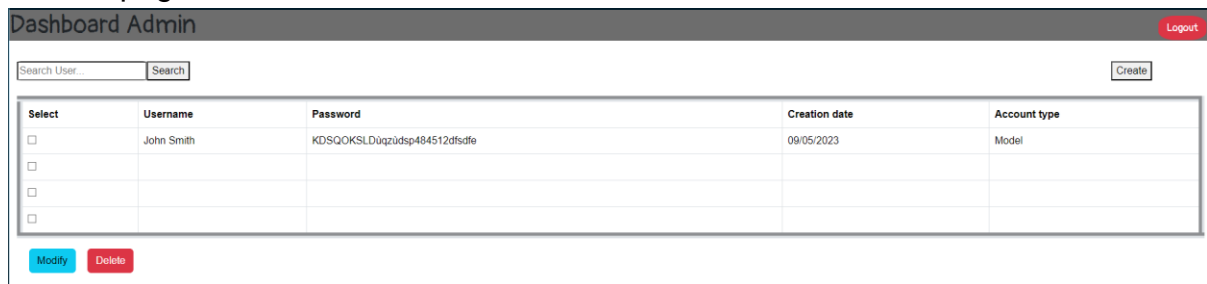 Dashboard Admin Logout
Search User... Search Create
Select Username Password Creation date Account type
John Smith KDSQOKSLDùqzùdsp484512dfsdfe 09/05/2023 Model
Modify Delete